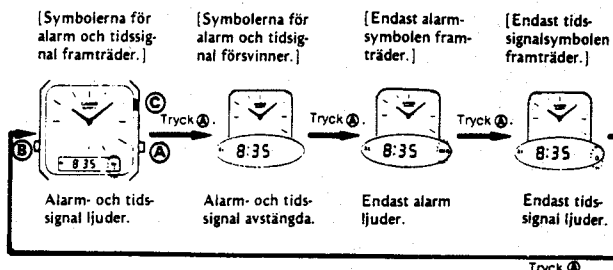 [Symbolerna för
alarm och tidssig-
nal framträder.]
[Symbolerna för
alarm och tidssig-
nal försvinner.]
[Endast alarm-
symbolen fram-
träder.]
[Endast tids-
signalsymbolen
framträder.]
C
Tryck A.
Tryck A.
Tryck A.
B
A
8:35
8:35
8:35
8:35
Alarm- och tids-
signal ljuder.
Alarm- och tids-
signal avstängda.
Endast alarm
ljuder.
Endast tids-
signal ljuder.
Tryck A